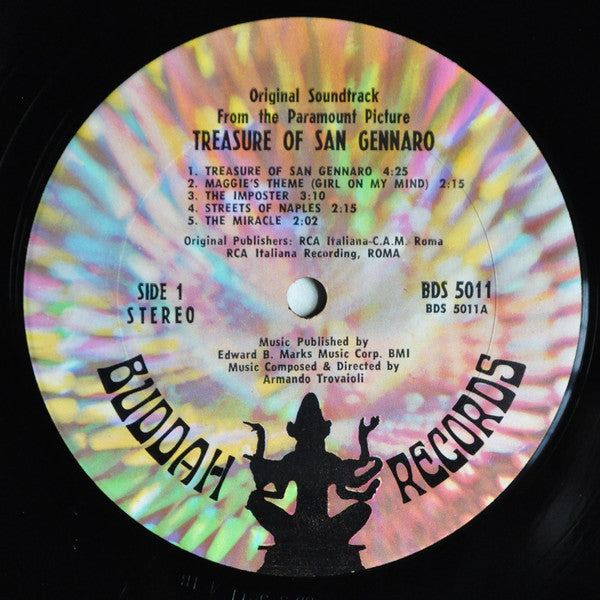 Original Soundtrack
From the Paramount Picture
TREASURE OF SAN GENNARO
1. TREASURE OF SAN GENNARO 4:25
2. MAGGIE'S THEME (GIRL ON MY MIND) 2:15
3. THE IMPOSTER 3:10
4. STREETS OF NAPLES 2:15
5. THE MIRACLE 2:02
Original Publishers: RCA Italiana-C.A.M. Roma
RCA Italiana Recording, ROMA
SIDE 1
STEREO
BDS 5011
BDS 5011A
Music Published by
Edward B. Marks Music Corp. BMI
Music Composed & Directed by
Armando Trovaioli
BUDDAH RECORDS